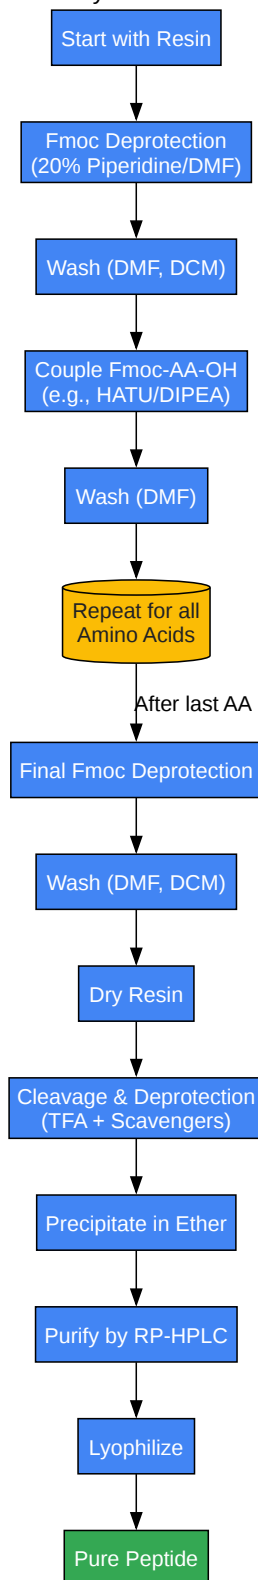 Start with Resin
Fmoc Deprotection
(20% Piperidine/DMF)
Wash (DMF, DCM)
Couple Fmoc-AA-OH
(e.g., HATU/DIPEA)
Wash (DMF)
Repeat for all
Amino Acids
After last AA
Final Fmoc Deprotection
Wash (DMF, DCM)
Dry Resin
Cleavage & Deprotection
(TFA + Scavengers)
Precipitate in Ether
Purify by RP-HPLC
Lyophilize
Pure Peptide